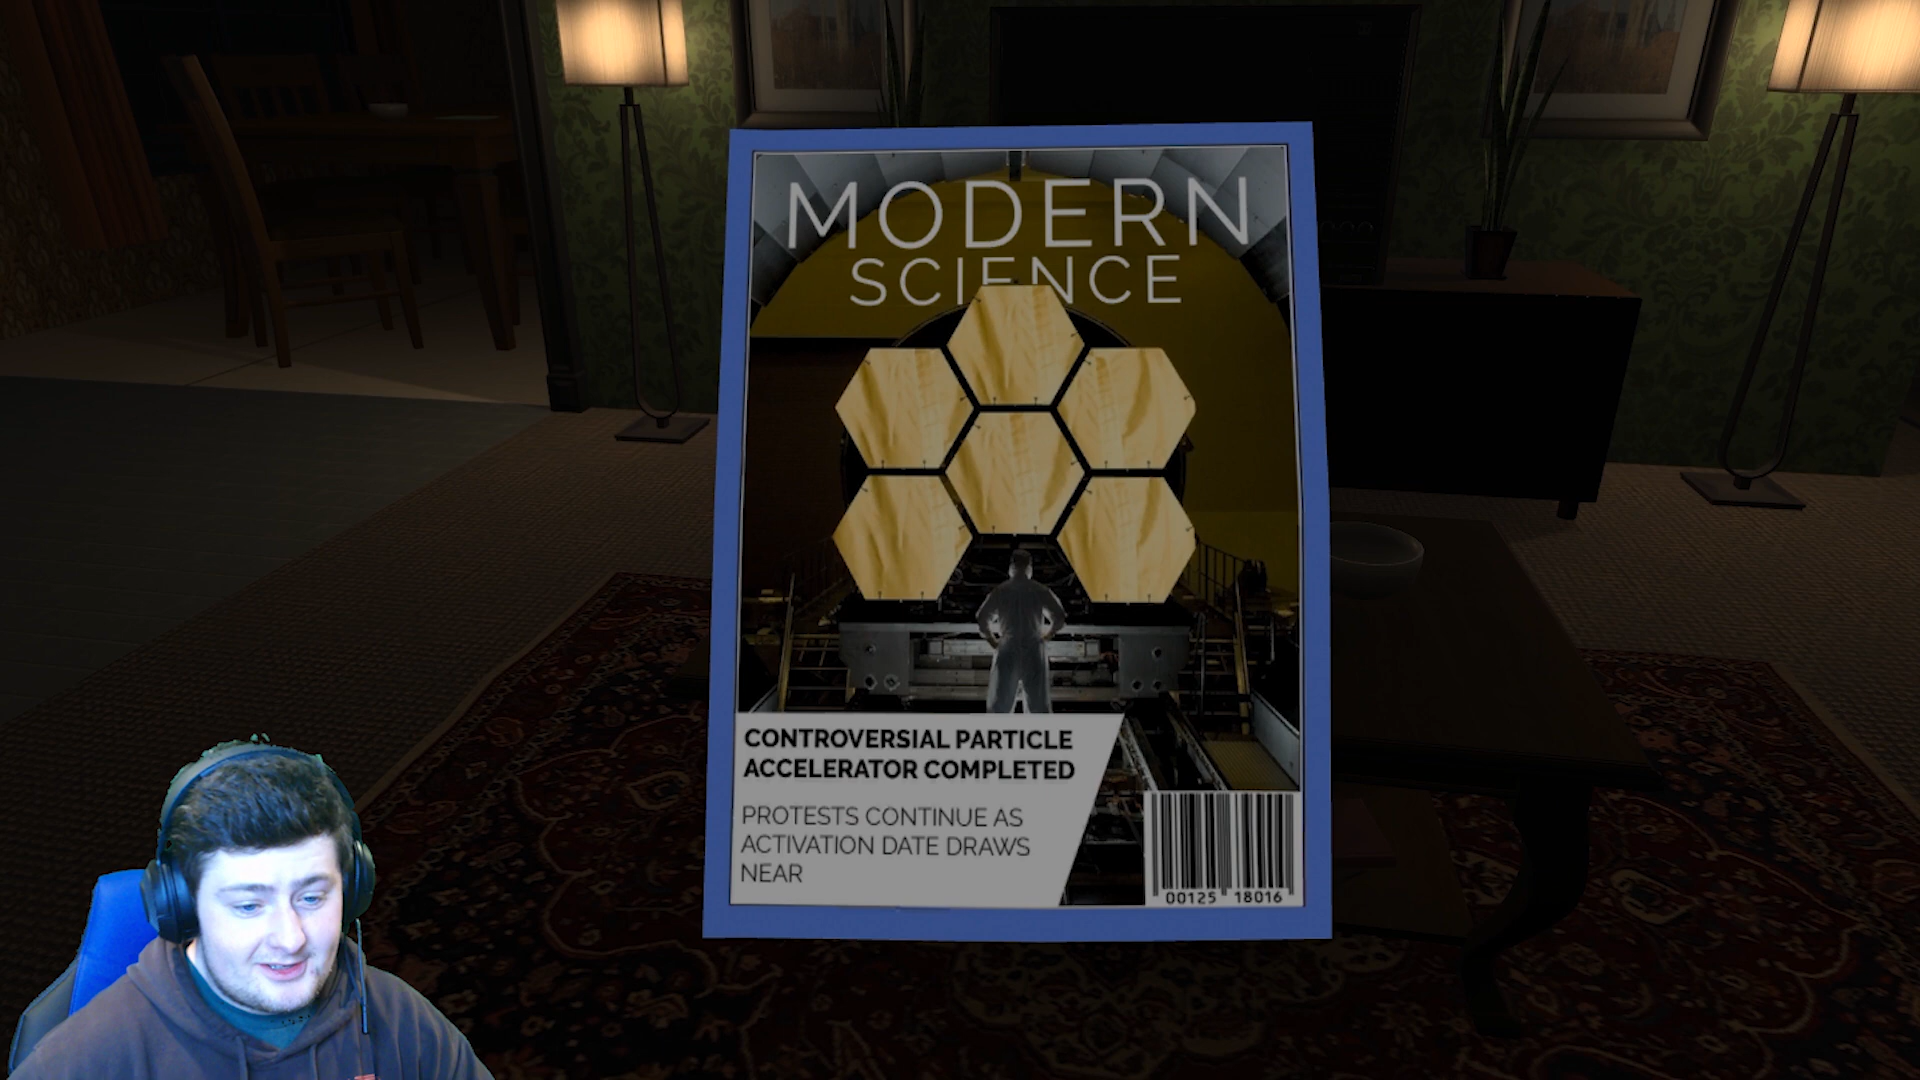 MODERN
SCIENCE
CONTROVERSIAL PARTICLE
ACCELERATOR COMPLETED
PROTESTS CONTINUE AS
ACTIVATION DATE DRAWS
NEAR
00125 18016